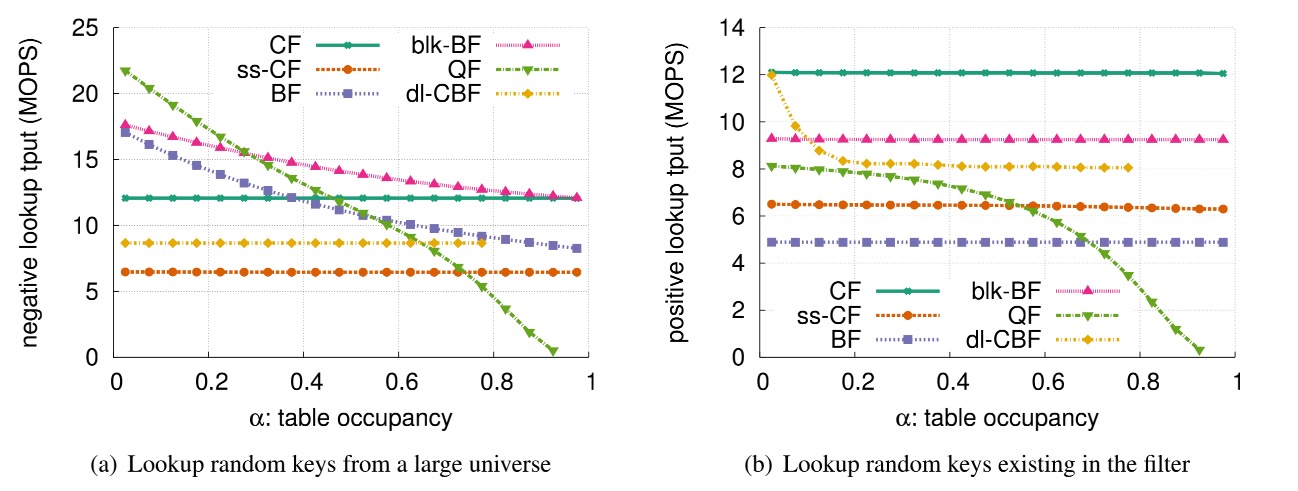 negative lookup tput (MOPS)
25
20
15
10
5
0
CF
ss-CF
BF
blk-BF
QF
dl-CBF
0 0.2 0.4 0.6 0.8 1
α: table occupancy
(a) Lookup random keys from a large universe
positive lookup tput (MOPS)
14
12
10
8
6
4
2
0
CF
ss-CF
BF
blk-BF
QF
dl-CBF
0 0.2 0.4 0.6 0.8 1
α: table occupancy
(b) Lookup random keys existing in the filter